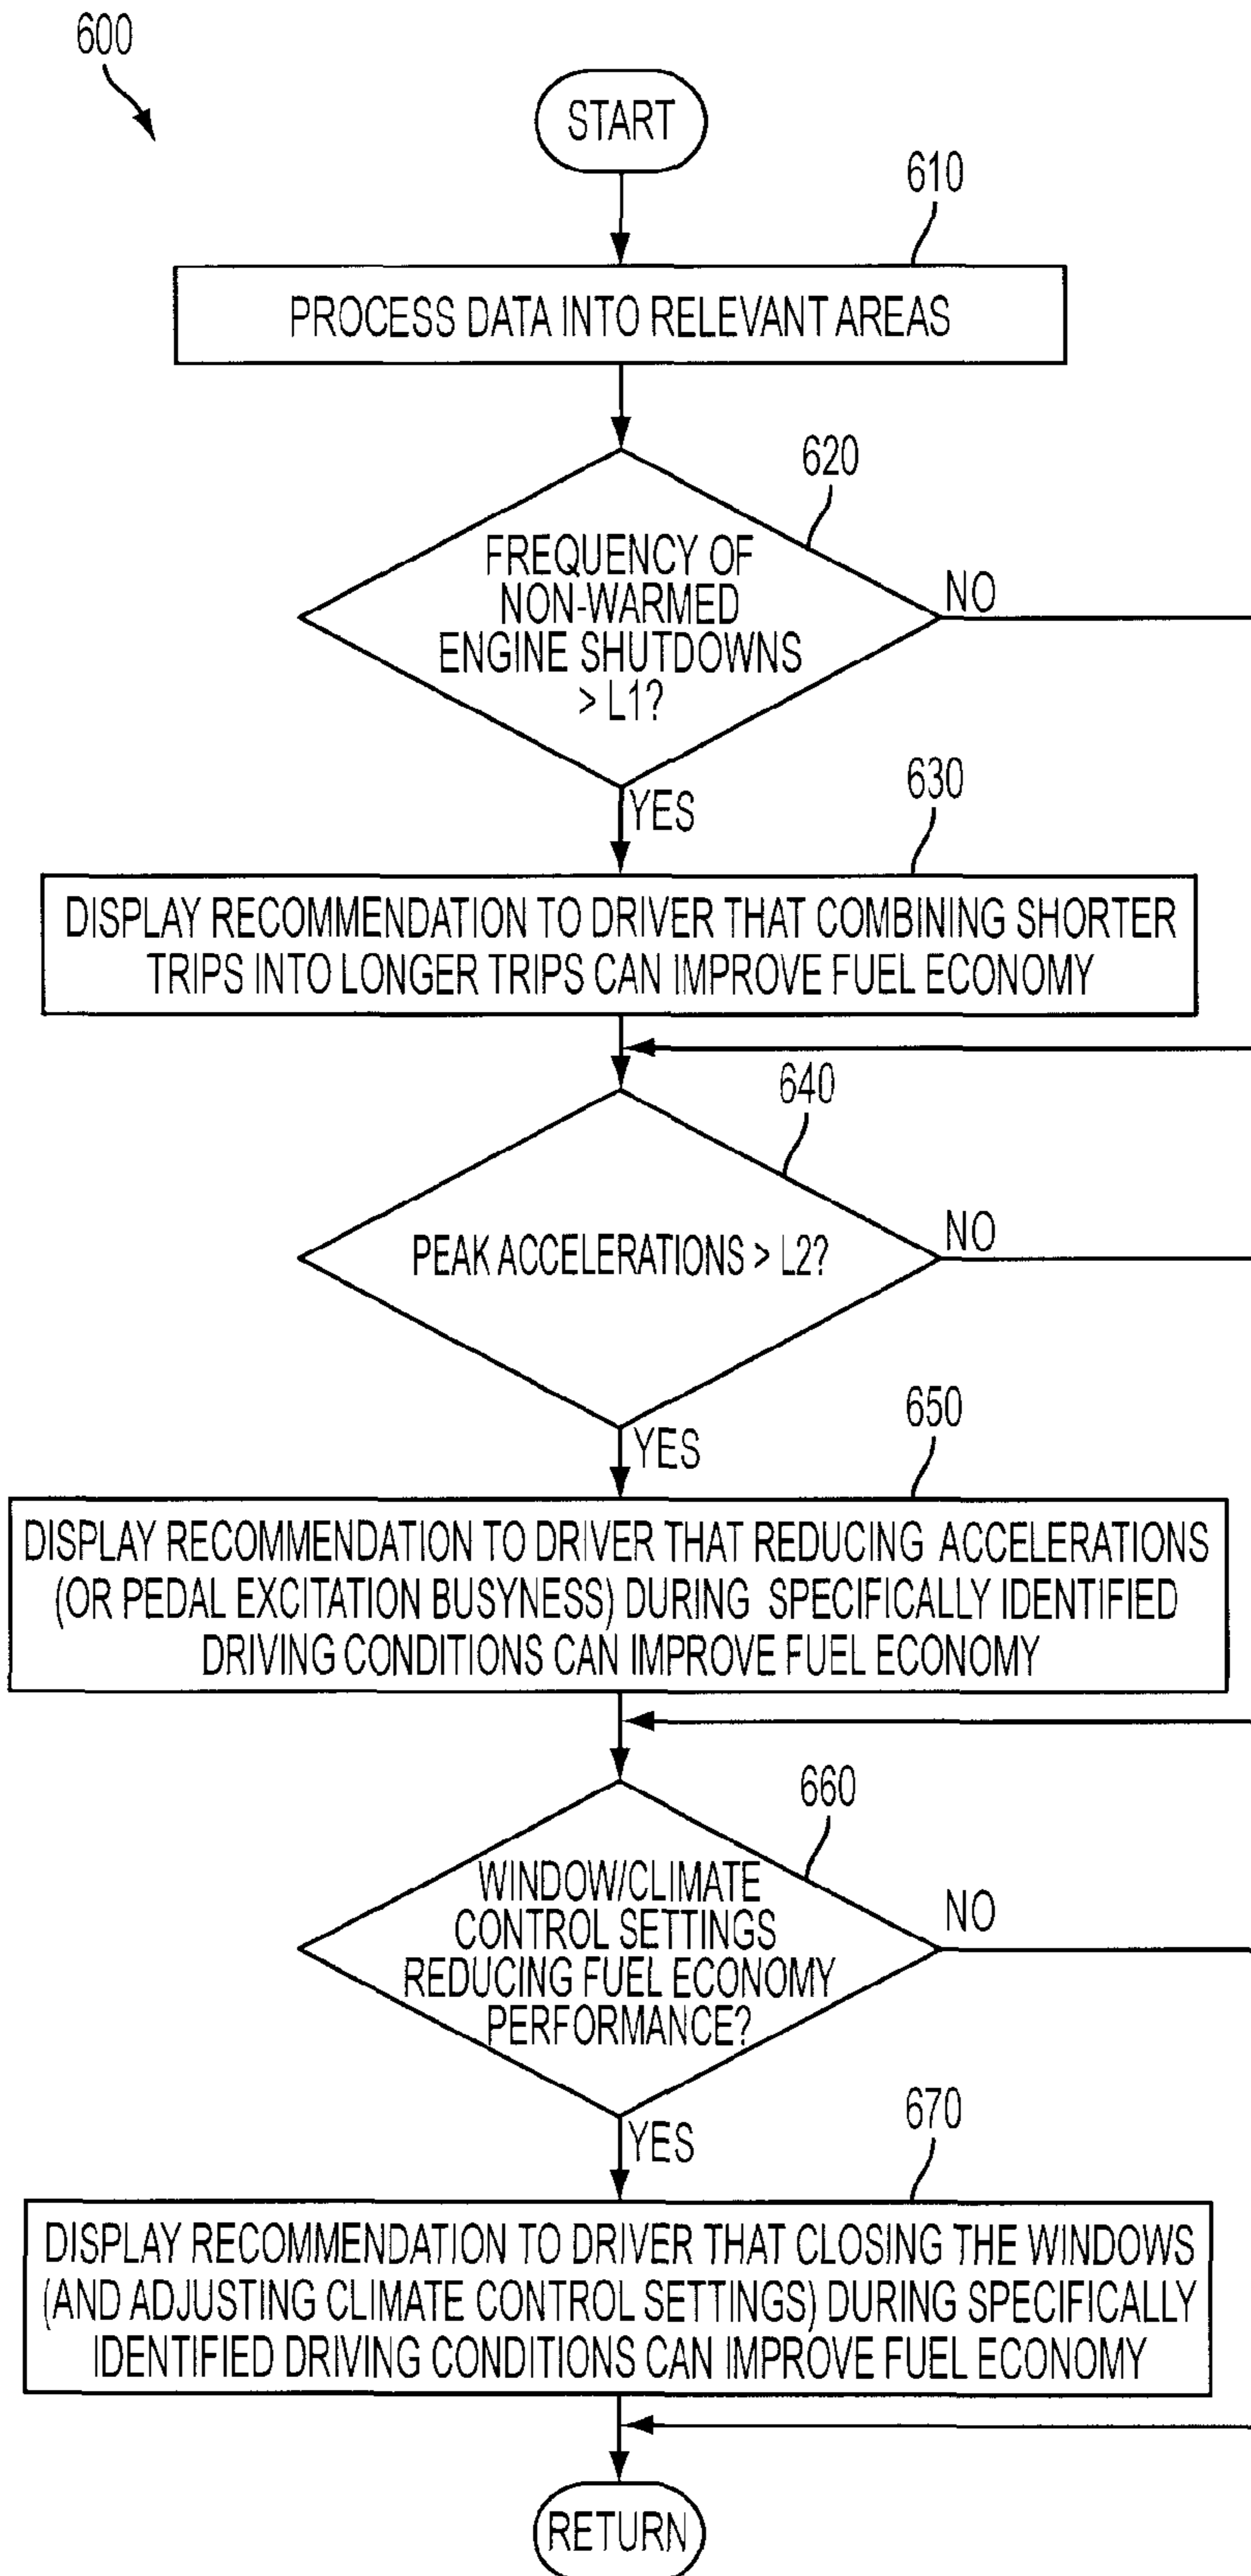 600
START
610
PROCESS DATA INTO RELEVANT AREAS
620
FREQUENCY OF
NON-WARMED
ENGINE SHUTDOWNS
> L1?
NO
YES
630
DISPLAY RECOMMENDATION TO DRIVER THAT COMBINING SHORTER
TRIPS INTO LONGER TRIPS CAN IMPROVE FUEL ECONOMY
640
PEAK ACCELERATIONS > L2?
NO
YES
650
DISPLAY RECOMMENDATION TO DRIVER THAT REDUCING ACCELERATIONS
(OR PEDAL EXCITATION BUSYNESS) DURING SPECIFICALLY IDENTIFIED
DRIVING CONDITIONS CAN IMPROVE FUEL ECONOMY
660
WINDOW/CLIMATE
CONTROL SETTINGS
REDUCING FUEL ECONOMY
PERFORMANCE?
NO
YES
670
DISPLAY RECOMMENDATION TO DRIVER THAT CLOSING THE WINDOWS
(AND ADJUSTING CLIMATE CONTROL SETTINGS) DURING SPECIFICALLY
IDENTIFIED DRIVING CONDITIONS CAN IMPROVE FUEL ECONOMY
RETURN